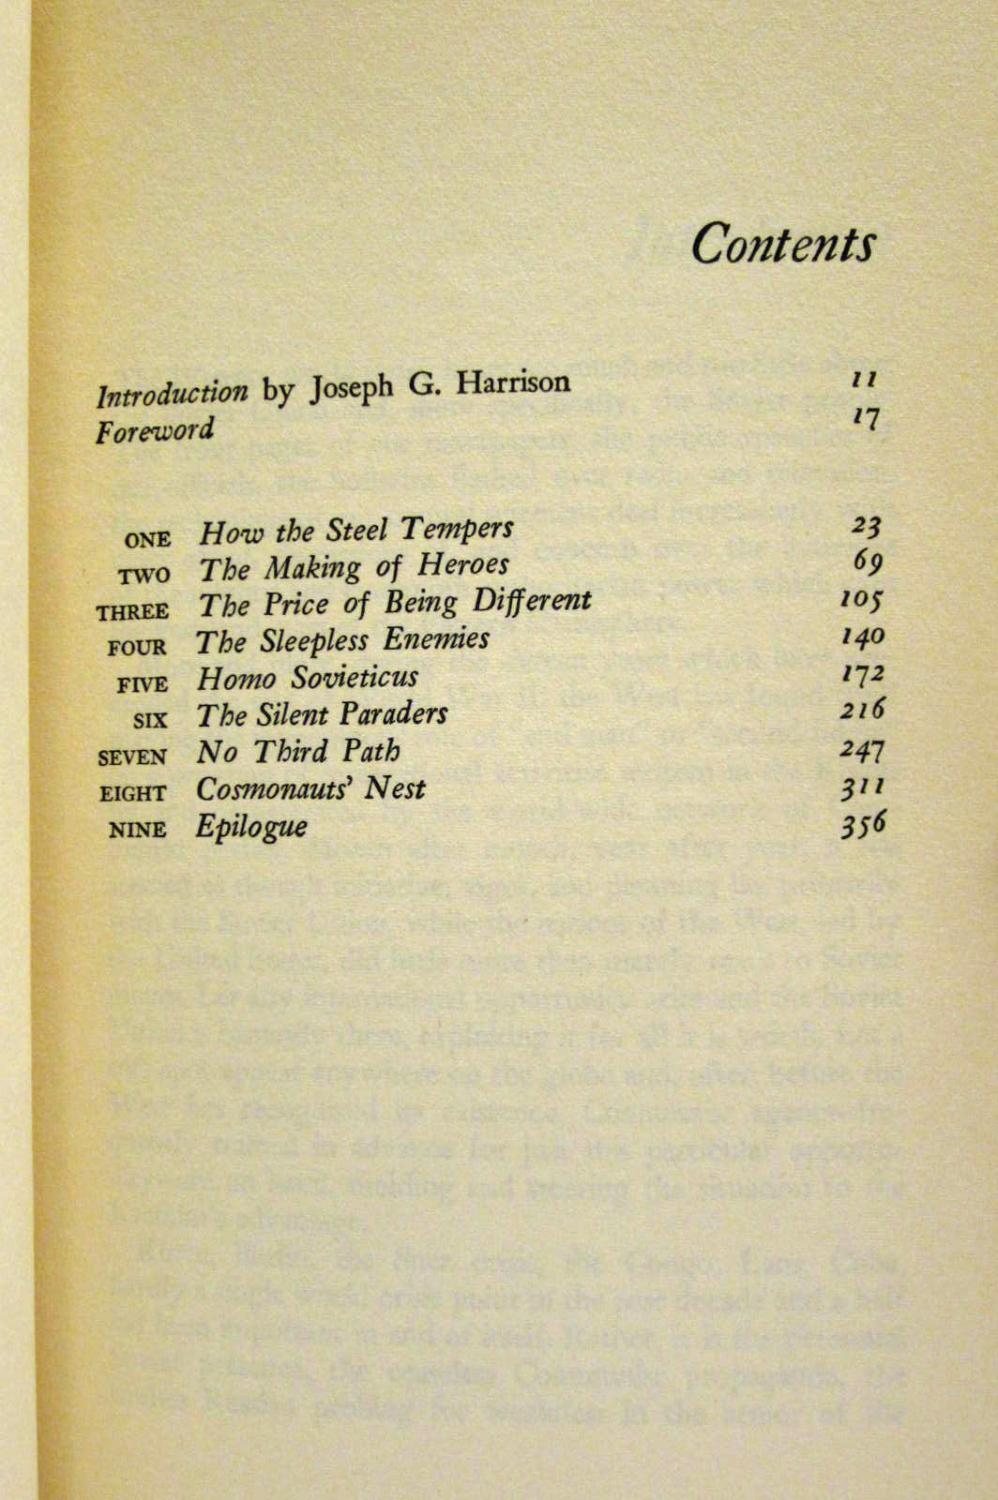 Contents
Introduction by Joseph G. Harrison 11
Foreword 17
ONE How the Steel Tempers 23
TWO The Making of Heroes 69
THREE The Price of Being Different 105
FOUR The Sleepless Enemies 140
FIVE Homo Sovieticus 172
SIX The Silent Paraders 216
SEVEN No Third Path 247
EIGHT Cosmonauts' Nest 311
NINE Epilogue 356